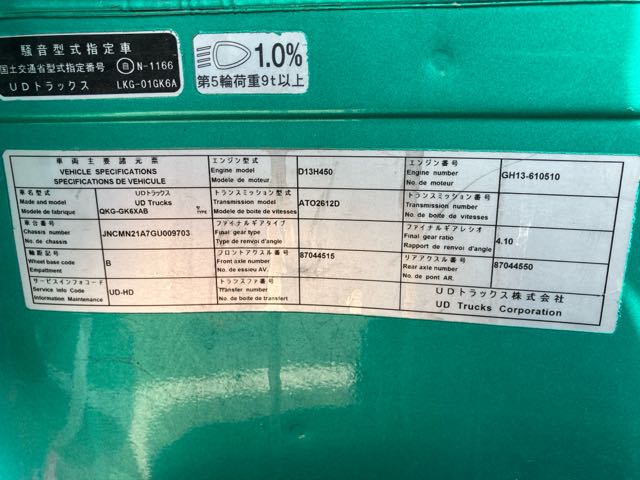 騒音型式指定車
国土交通省型式指定番号 自 N-1166
UDトラックス LKG-01GK6A
1.0%
第5輪荷重9t以上
車両主要諸元票
VEHICLE SPECIFICATIONS
SPECIFICATIONS DE VEHICULE
エンジン型式
Engine model
Modele de moteur
D13H450
エンジン番号
Engine number
No. de moteur
GH13-610510
車名型式
Made and model
Modele de fabrique
UDトラックス
UD Trucks
QKG-GK6XAB
TYPE
トランスミッション型式
Transmission model
Modele de boite de vitesses
ATO2612D
トランスミッション番号
Transmission number
No. de boite de vitesses
車台番号
Chassis number
No. de chassis
JNCMN21A7GU009703
ファイナルギアタイプ
Final gear type
Type de renvoi d'angle
ファイナルギアレシオ
Final gear ratio
Rapport de renvoi d'angle
4.10
軸距記号
Wheel base code
Empattment
B
フロントアクスル番号
Front axle number
No. de essieu AV.
87044515
リアアクスル番号
Rear axle number
No. de pont AR.
87044550
サービスインフォコード
Service Info Code
Information Maintenance
UD-HD
トランスファ番号
Transfer number
No. de boite de transfert
UDトラックス株式会社
UD Trucks Corporation